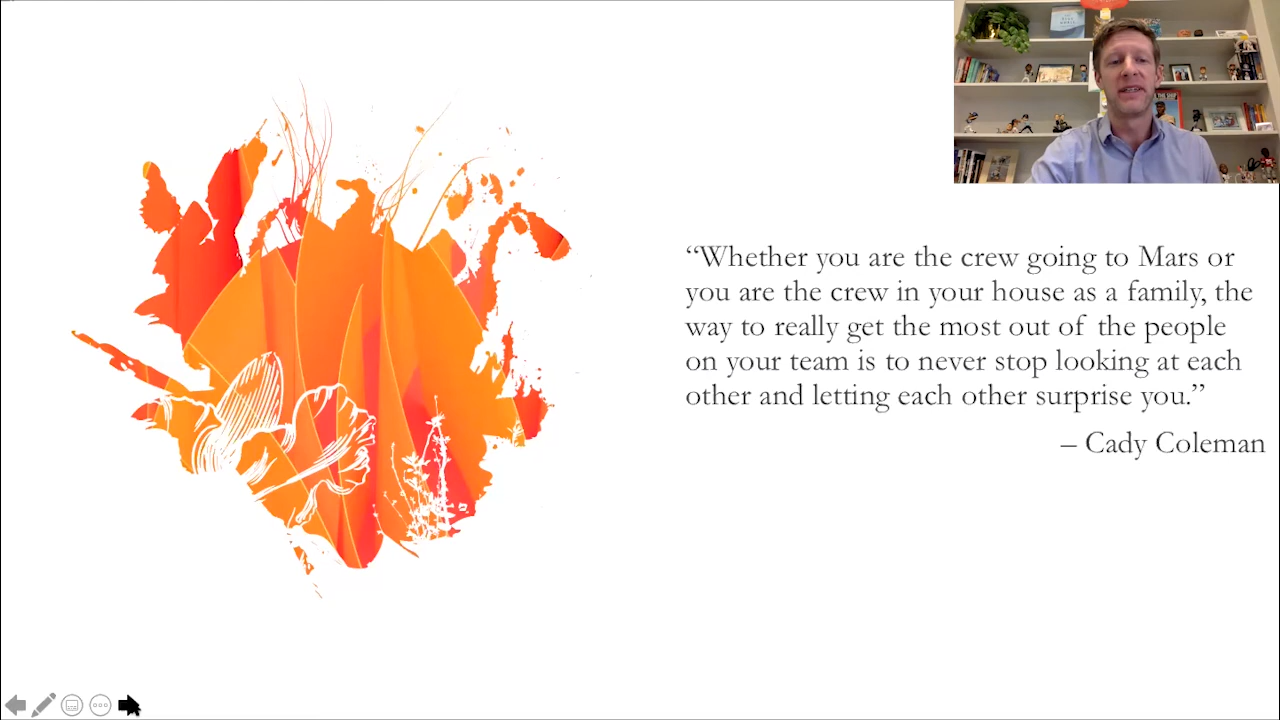 “Whether you are the crew going to Mars or
you are the crew in your house as a family, the
way to really get the most out of the people
on your team is to never stop looking at each
other and letting each other surprise you.”
– Cady Coleman